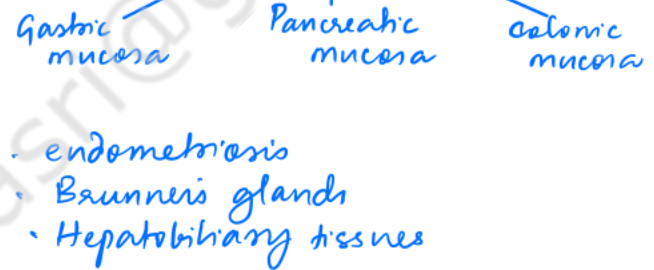 Gastric Pancreatic Colonic
mucosa mucosa mucosa
· endometriosis
· Brunner's glands
· Hepatobiliary tissues